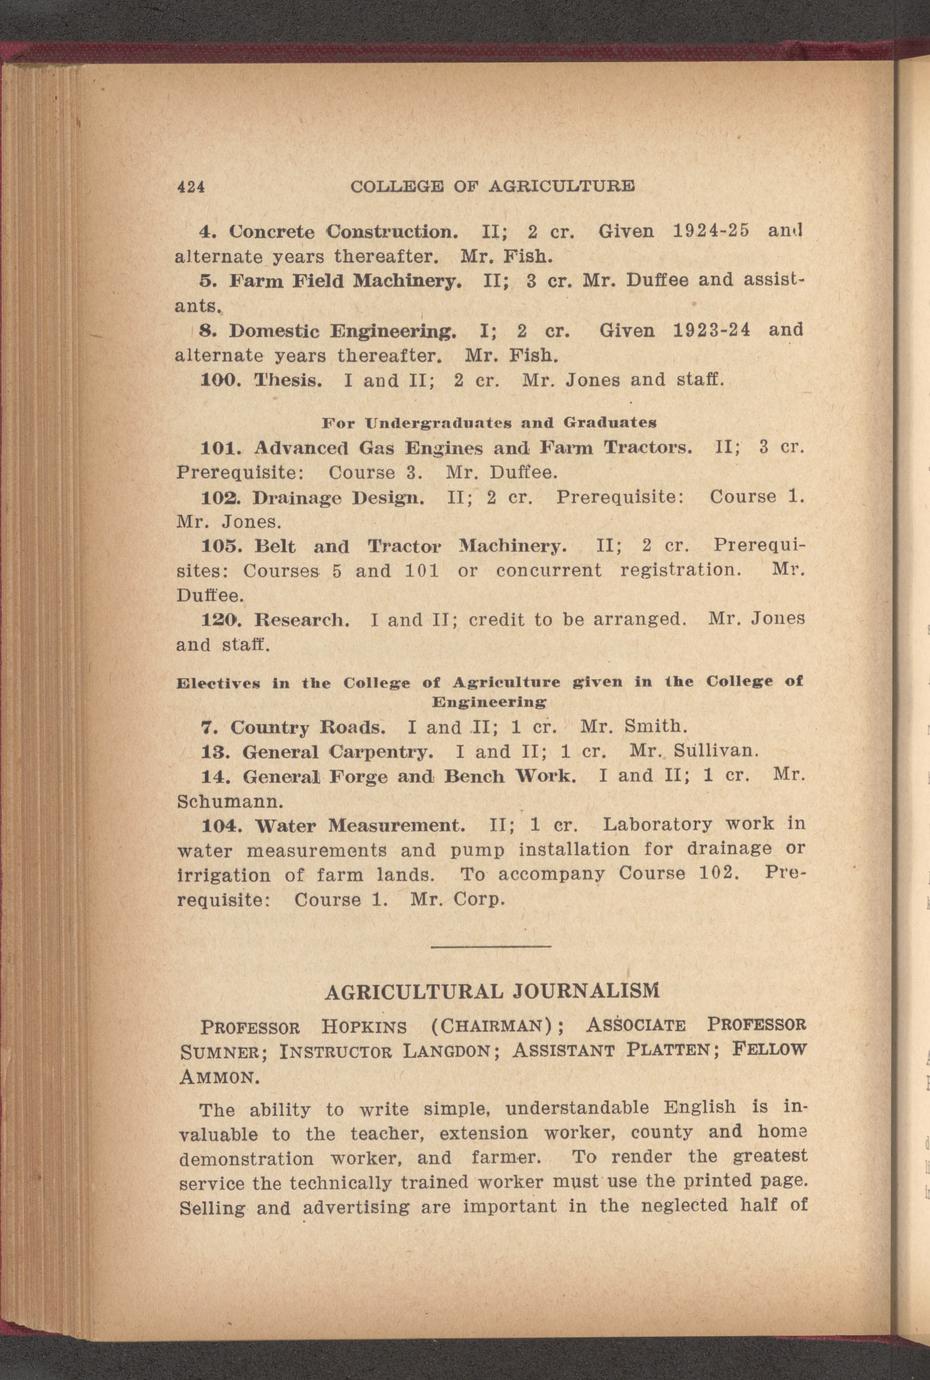 424 COLLEGE OF AGRICULTURE
4. Concrete Construction. II; 2 cr. Given 1924-25 and
alternate years thereafter. Mr. Fish.
5. Farm Field Machinery. II; 3 cr. Mr. Duffee and assist-
ants.
8. Domestic Engineering. I; 2 cr. Given 1923-24 and
alternate years thereafter. Mr. Fish.
100. Thesis. I and II; 2 cr. Mr. Jones and staff.
For Undergraduates and Graduates
101. Advanced Gas Engines and Farm Tractors. II; 3 cr.
Prerequisite: Course 3. Mr. Duffee.
102. Drainage Design. II; 2 cr. Prerequisite: Course 1.
Mr. Jones.
105. Belt and Tractor Machinery. II; 2 cr. Prerequi-
sites: Courses 5 and 101 or concurrent registration. Mr.
Duffee.
120. Research. I and II; credit to be arranged. Mr. Jones
and staff.
Electives in the College of Agriculture given in the College of
Engineering
7. Country Roads. I and II; 1 cr. Mr. Smith.
13. General Carpentry. I and II; 1 cr. Mr. Sullivan.
14. General Forge and Bench Work. I and II; 1 cr. Mr.
Schumann.
104. Water Measurement. II; 1 cr. Laboratory work in
water measurements and pump installation for drainage or
irrigation of farm lands. To accompany Course 102. Pre-
requisite: Course 1. Mr. Corp.
AGRICULTURAL JOURNALISM
PROFESSOR HOPKINS (CHAIRMAN); ASSOCIATE PROFESSOR
SUMNER; INSTRUCTOR LANGDON; ASSISTANT PLATTEN; FELLOW
AMMON.
The ability to write simple, understandable English is in-
valuable to the teacher, extension worker, county and home
demonstration worker, and farmer. To render the greatest
service the technically trained worker must use the printed page.
Selling and advertising are important in the neglected half of